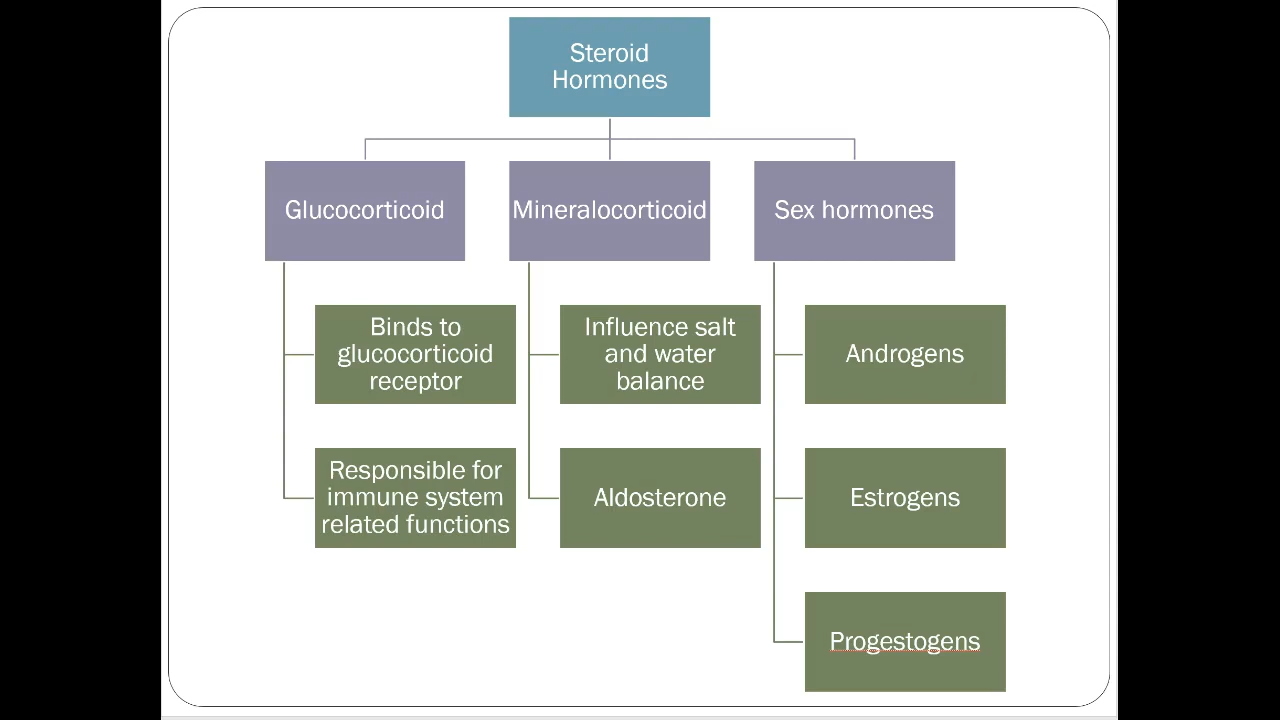 Steroid
Hormones
Glucocorticoid
Mineralocorticoid
Sex hormones
Binds to
glucocorticoid
receptor
Influence salt
and water
balance
Androgens
Responsible for
immune system
related functions
Aldosterone
Estrogens
Progestogens